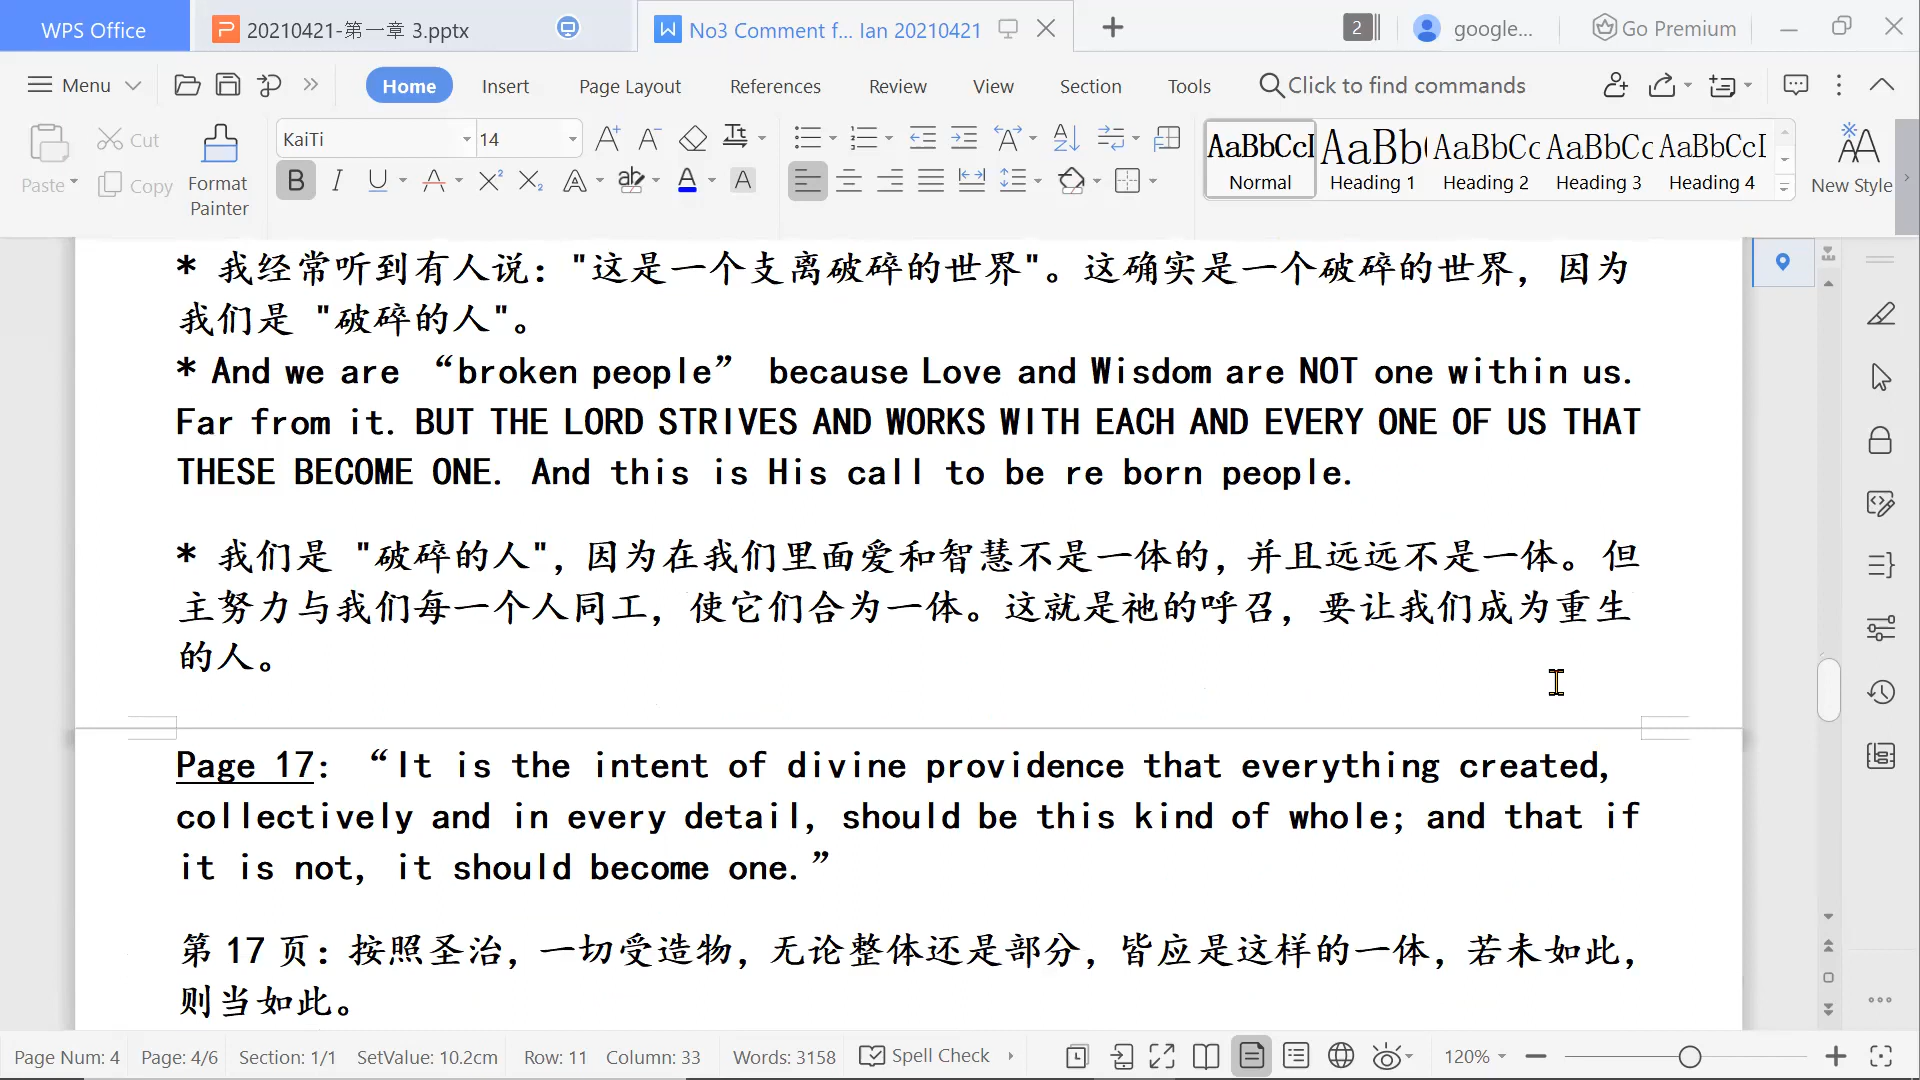 WPS Office
20210421-第一章 3.pptx
No3 Comment f... Ian 20210421
2
google...
Go Premium
Menu
Home
Insert
Page Layout
References
Review
View
Section
Tools
Click to find commands
Paste
Cut
Copy
Format
Painter
KaiTi
14
AaBbCcI
Normal
AaBb(
Heading 1
AaBbCc
Heading 2
AaBbCc
Heading 3
AaBbCcI
Heading 4
New Style
* 我经常听到有人说："这是一个支离破碎的世界"。这确实是一个破碎的世界，因为
我们是 "破碎的人"。
* And we are “broken people” because Love and Wisdom are NOT one within us.
Far from it. BUT THE LORD STRIVES AND WORKS WITH EACH AND EVERY ONE OF US THAT
THESE BECOME ONE. And this is His call to be re born people.
* 我们是 "破碎的人"，因为在我们里面爱和智慧不是一体的，并且远远不是一体。但
主努力与我们每一个人同工，使它们合为一体。这就是祂的呼召，要让我们成为重生
的人。
Page 17: “It is the intent of divine providence that everything created,
collectively and in every detail, should be this kind of whole; and that if
it is not, it should become one.”
第 17 页：按照圣治，一切受造物，无论整体还是部分，皆应是这样的一体，若未如此，
则当如此。
Page Num: 4
Page: 4/6
Section: 1/1
SetValue: 10.2cm
Row: 11
Column: 33
Words: 3158
Spell Check
120%